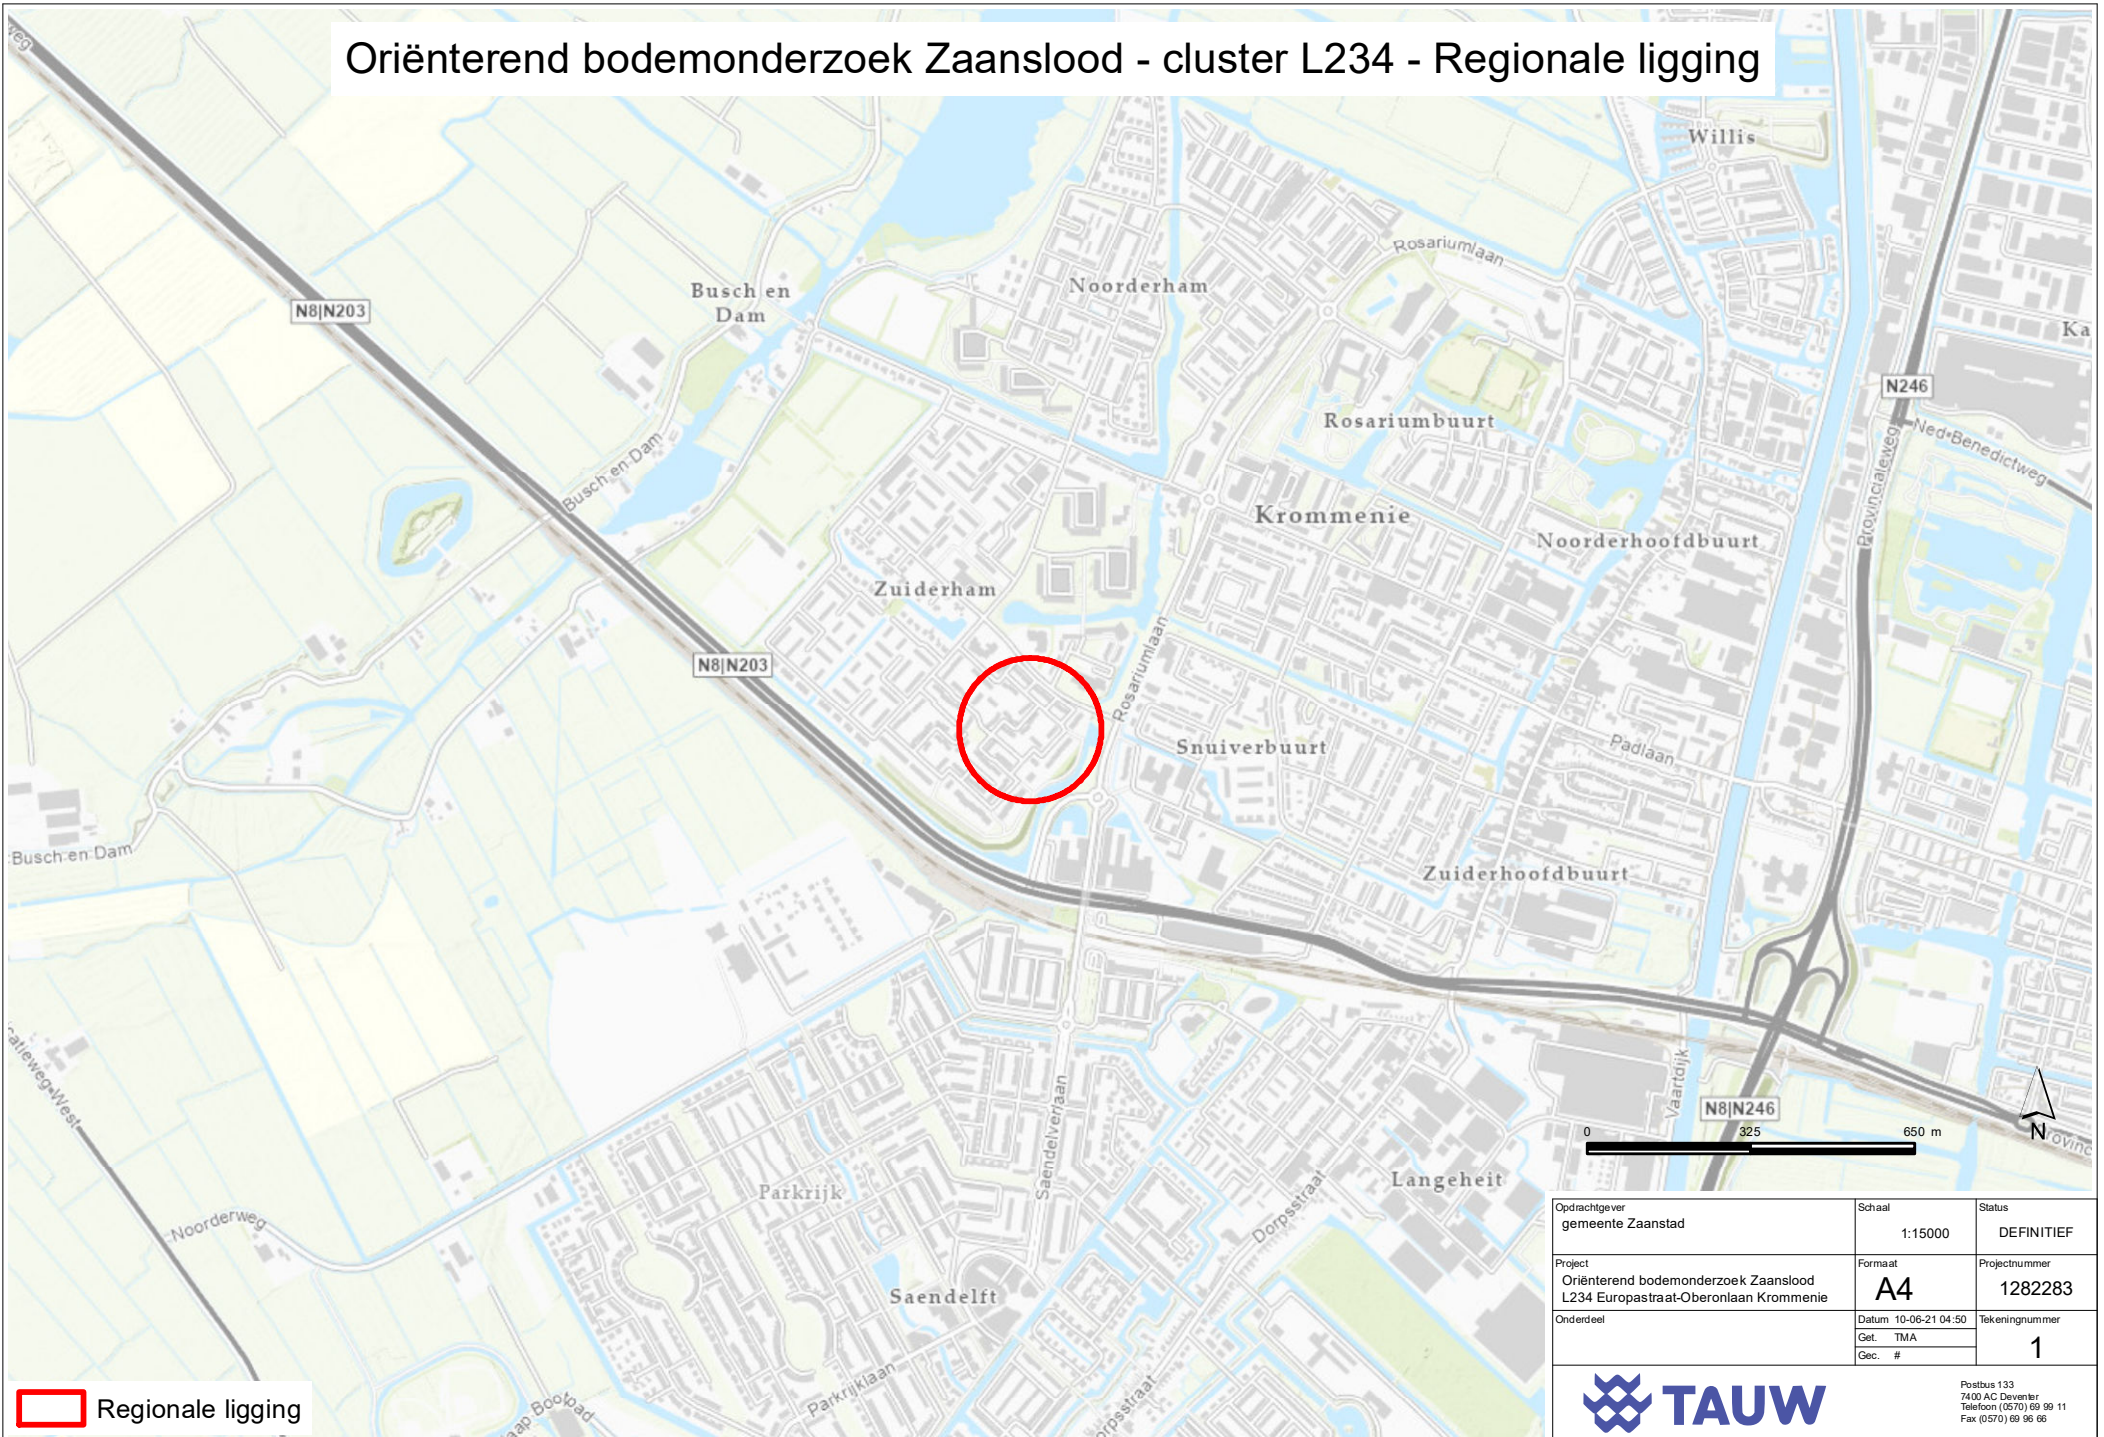 Oriënterend bodemonderzoek Zaanslood - cluster L234 - Regionale ligging
Willis
Rosariumlaan
Noorderham
Busch en
Dam
N8|N203
Ka
N246
Ned-Benedictweg
Provincialeweg
Rosariumbuurt
Busch en Dam
Krommenie
Noorderhoofdbuurt
Zuiderham
N8|N203
Rosariumlaan
Snuiverbuurt
Padlaan
Busch en Dam
Zuiderhoofdbuurt
Vaartdijk
N8|N246
0 325 650 m
N
Saendelverlaan
Langeheit
Parkrijk
Noorderweg
Dorpsstraat
Saendelft
Parkrijklaan
Opdrachtgever
gemeente Zaanstad
Schaal
1:15000
Status
DEFINITIEF
Project
Oriënterend bodemonderzoek Zaanslood
L234 Europastraat-Oberonlaan Krommenie
Formaat
A4
Projectnummer
1282283
Onderdeel
Datum 10-06-21 04:50
Get. TMA
Gec. #
Tekeningnummer
1
TAUW
Postbus 133
7400 AC Deventer
Telefoon (0570) 69 99 11
Fax (0570) 69 96 66
Regionale ligging